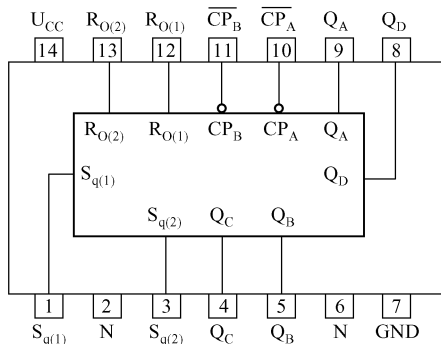 U_CC R_O(2) R_O(1) \overline{CP_B} \overline{CP_A} Q_A Q_D
14 13 12 11 10 9 8
R_O(2) R_O(1) CP_B CP_A Q_A
S_q(1) Q_D
S_q(2) Q_C Q_B
1 2 3 4 5 6 7
S_q(1) N S_q(2) Q_C Q_B N GND